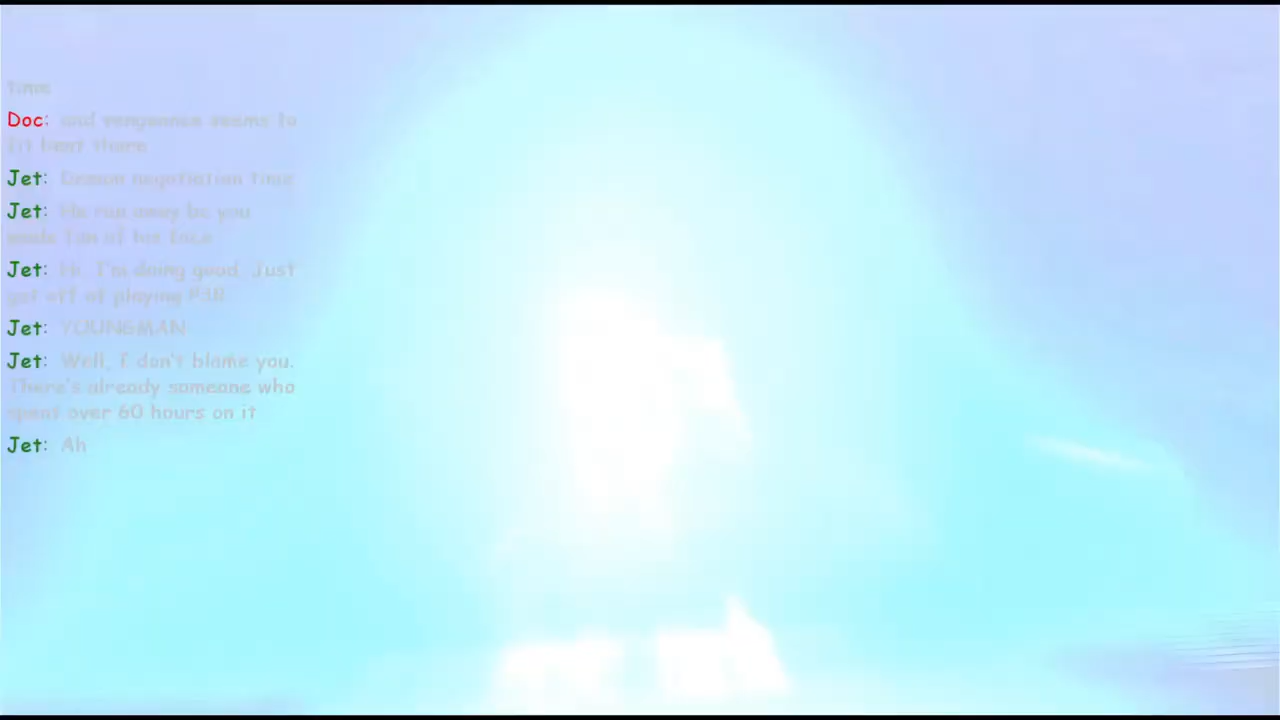 time
Doc: and vengeance seems to
fit best there
Jet: Demon negotiation time
Jet: He ran away bc you
made fun of his face
Jet: Hi. I'm doing good. Just
got off of playing P3R.
Jet: YOUNGMAN
Jet: Well, I don't blame you.
There's already someone who
spent over 60 hours on it
Jet: Ah